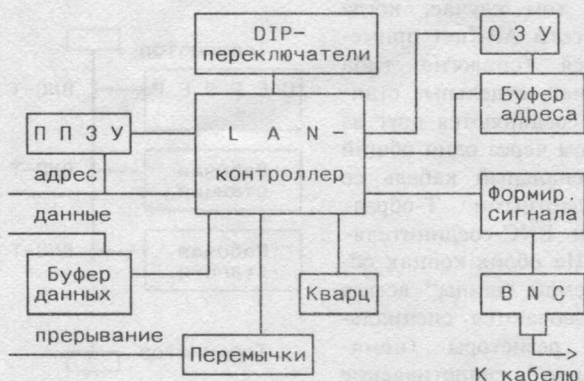 DIP-
переключатели
О З У
Буфер
адреса
П П З У
L A N -
контроллер
адрес
данные
Формир.
сигнала
Буфер
данных
Кварц
B N C
прерывание
Перемычки
К кабелю